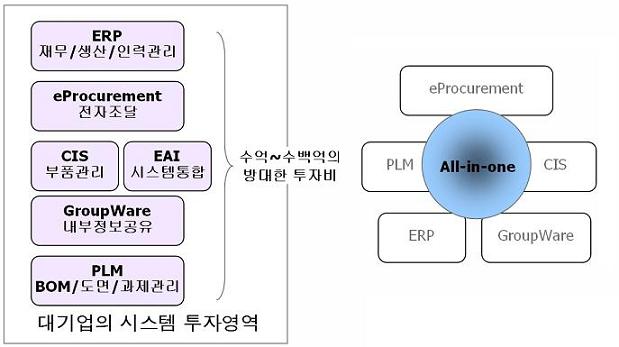 ERP
재무/생산/인력관리
eProcurement
전자조달
CIS
부품관리
EAI
시스템통합
GroupWare
내부정보공유
PLM
BOM/도면/과제관리
대기업의 시스템 투자영역
수억~수백억의
방대한 투자비
eProcurement
PLM
All-in-one
CIS
ERP
GroupWare